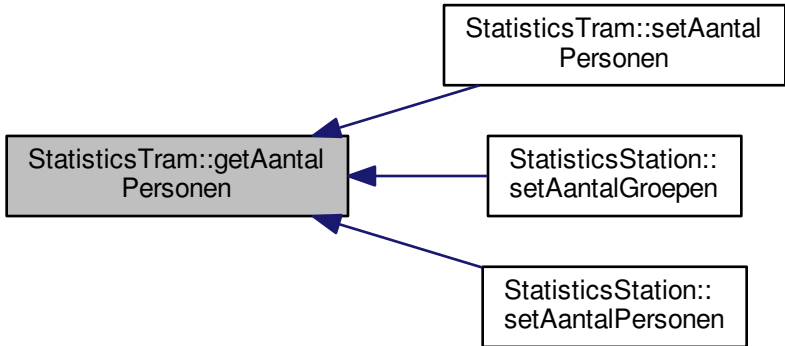 StatisticsTram::setAantal
Personen
StatisticsTram::getAantal
Personen
StatisticsStation::
setAantalGroepen
StatisticsStation::
setAantalPersonen